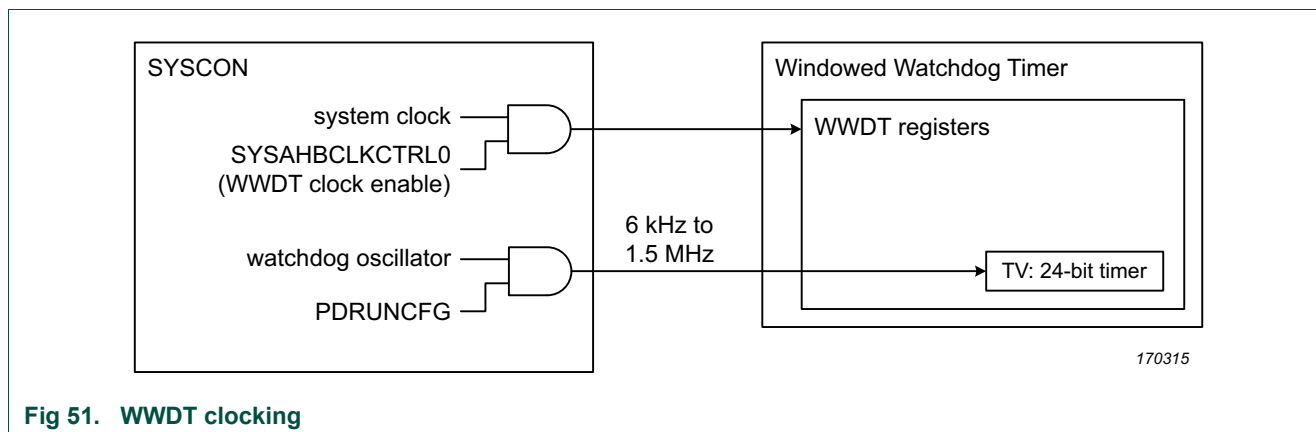 SYSCON
system clock
SYSAHBCLKCTRL0
(WWDT clock enable)
watchdog oscillator
PDRUNCFG
6 kHz to
1.5 MHz
Windowed Watchdog Timer
WWDT registers
TV: 24-bit timer
170315
Fig 51. WWDT clocking